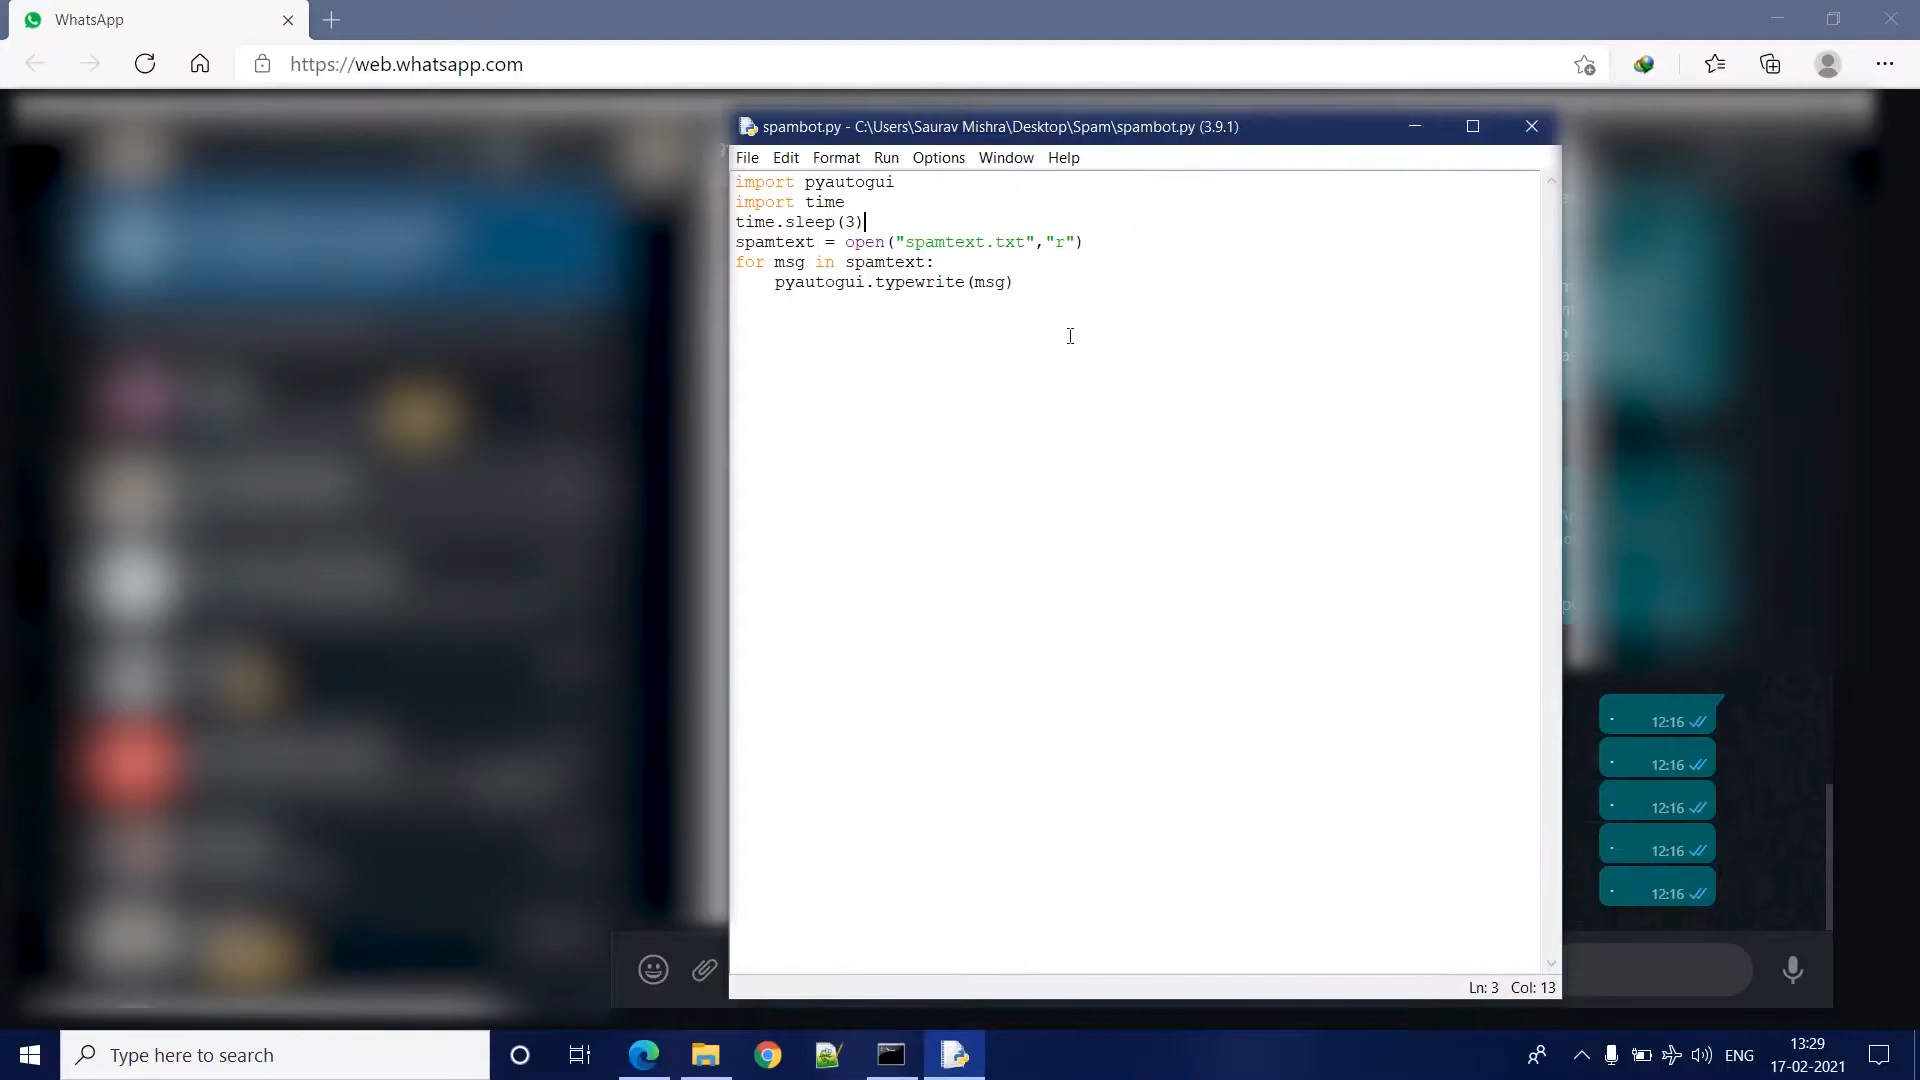 WhatsApp
https://web.whatsapp.com
spambot.py - C:\Users\Saurav Mishra\Desktop\Spam\spambot.py (3.9.1)
File Edit Format Run Options Window Help
import pyautogui
import time
time.sleep(3)
spamtext = open("spamtext.txt","r")
for msg in spamtext:
    pyautogui.typewrite(msg)
. 12:16
. 12:16
. 12:16
. 12:16
. 12:16
Ln: 3 Col: 13
Type here to search
ENG
13:29
17-02-2021